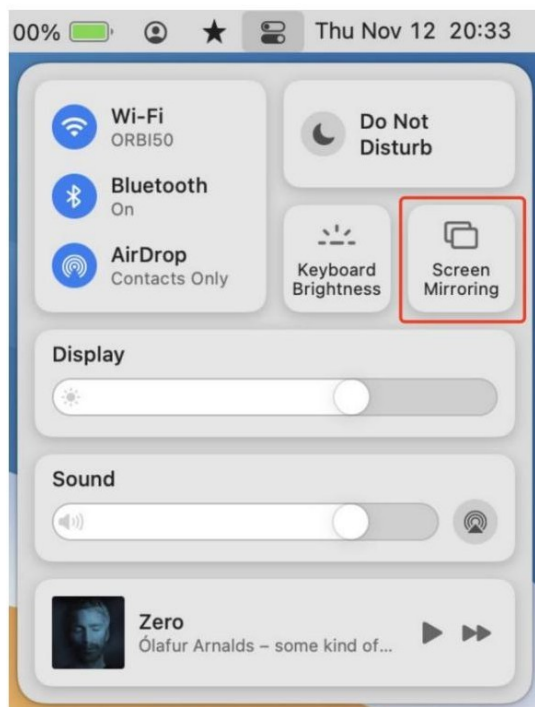 00% Thu Nov 12 20:33
Wi-Fi
ORBI50
Bluetooth
On
AirDrop
Contacts Only
Do Not
Disturb
Keyboard
Brightness
Screen
Mirroring
Display
Sound
Zero
Ólafur Arnalds – some kind of...